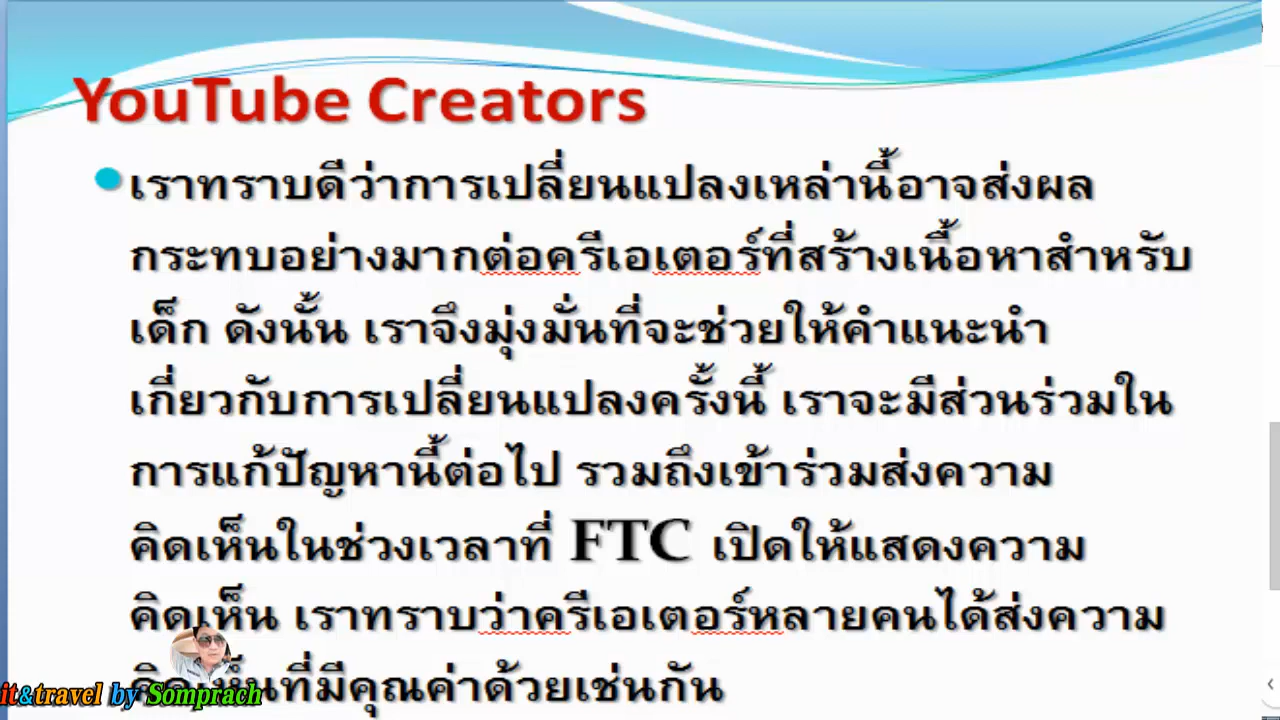 YouTube Creators
เราทราบดีว่าการเปลี่ยนแปลงเหล่านี้อาจส่งผล
กระทบอย่างมากต่อครีเอเตอร์ที่สร้างเนื้อหาสำหรับ
เด็ก ดังนั้น เราจึงมุ่งมั่นที่จะช่วยให้คำแนะนำ
เกี่ยวกับการเปลี่ยนแปลงครั้งนี้ เราจะมีส่วนร่วมใน
การแก้ปัญหานี้ต่อไป รวมถึงเข้าร่วมส่งความ
คิดเห็นในช่วงเวลาที่ FTC เปิดให้แสดงความ
คิดเห็น เราทราบว่าครีเอเตอร์หลายคนได้ส่งความ
คิดเห็นที่มีคุณค่าด้วยเช่นกัน
it&travel by Somprach